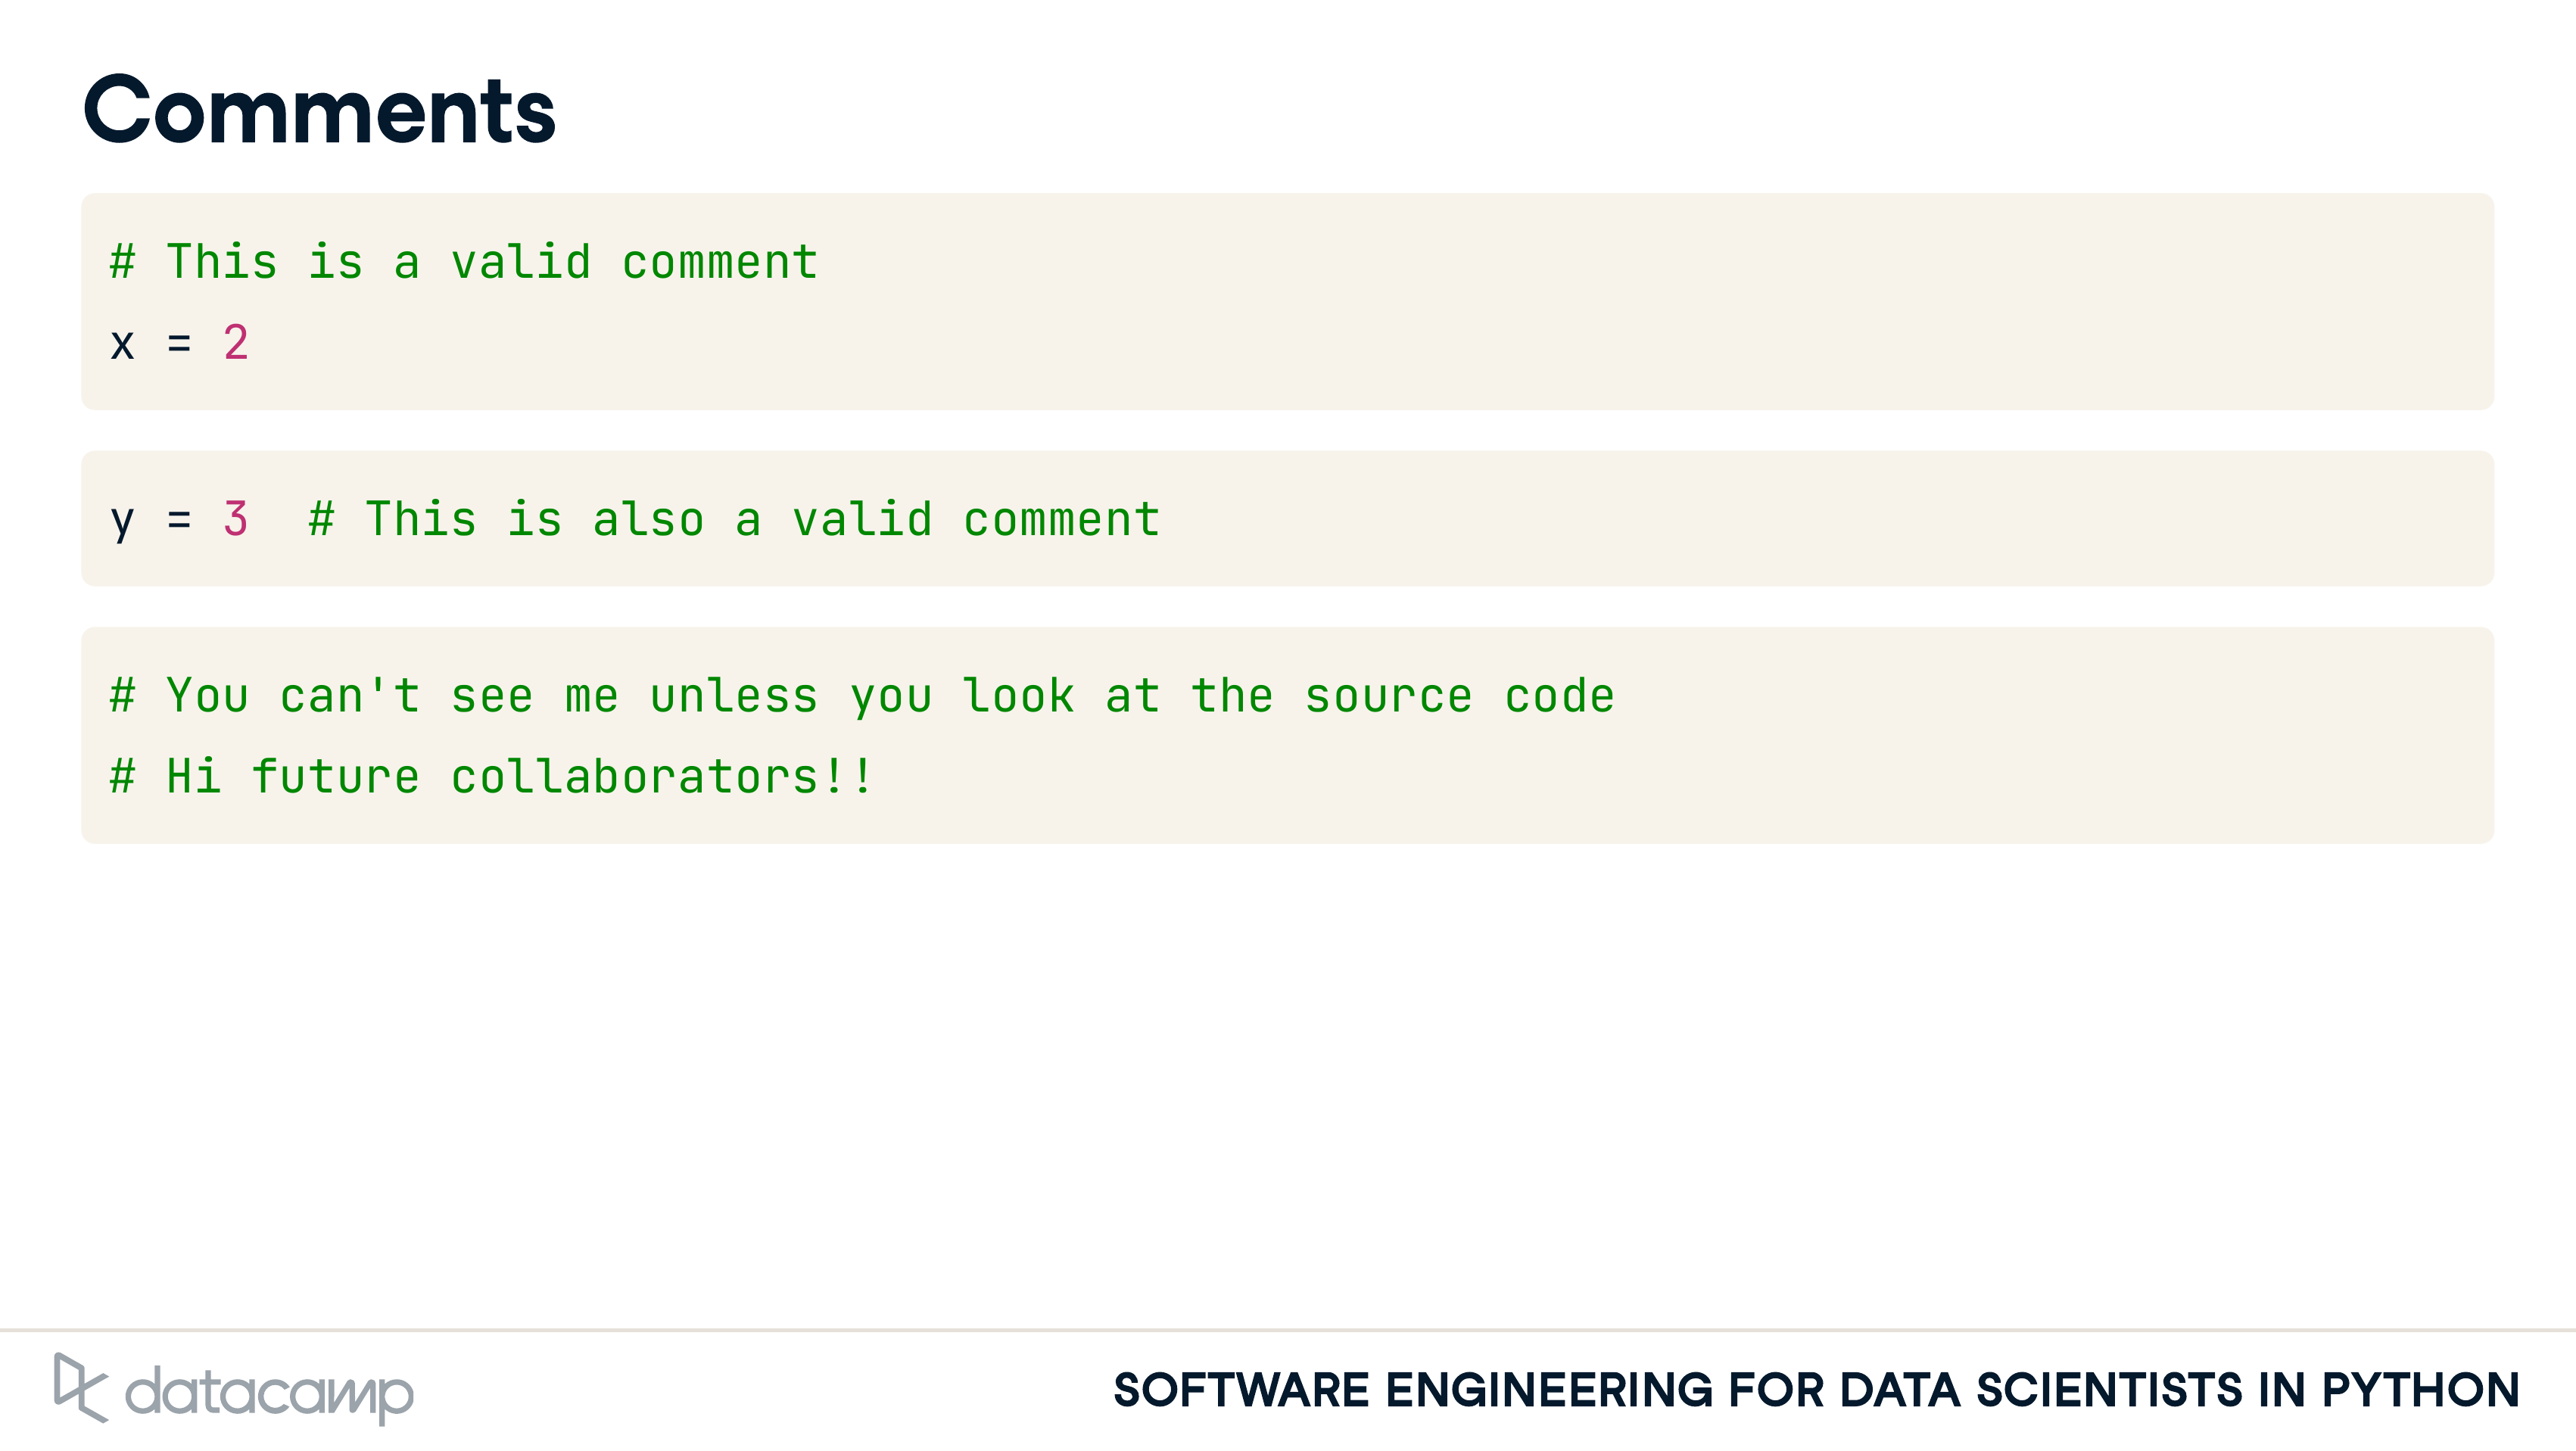 Comments
# This is a valid comment
x = 2
y = 3  # This is also a valid comment
# You can't see me unless you look at the source code
# Hi future collaborators!!
datacamp
SOFTWARE ENGINEERING FOR DATA SCIENTISTS IN PYTHON